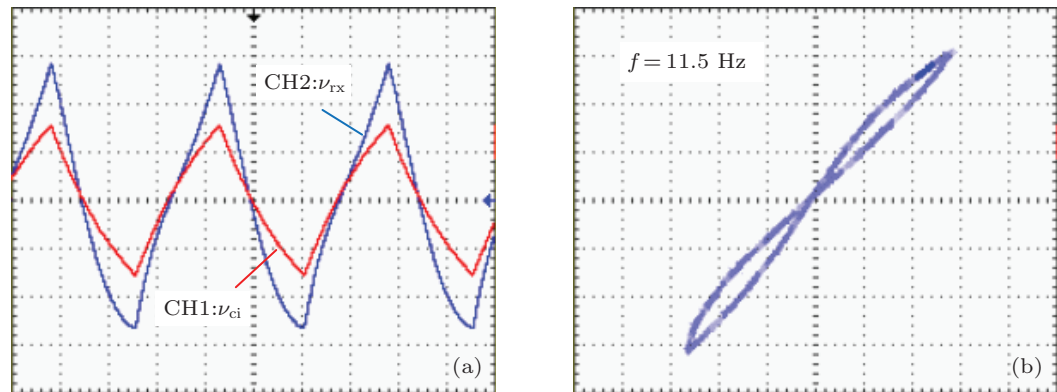 CH2:νrx
CH1:νci
(a)
f = 11.5 Hz
(b)